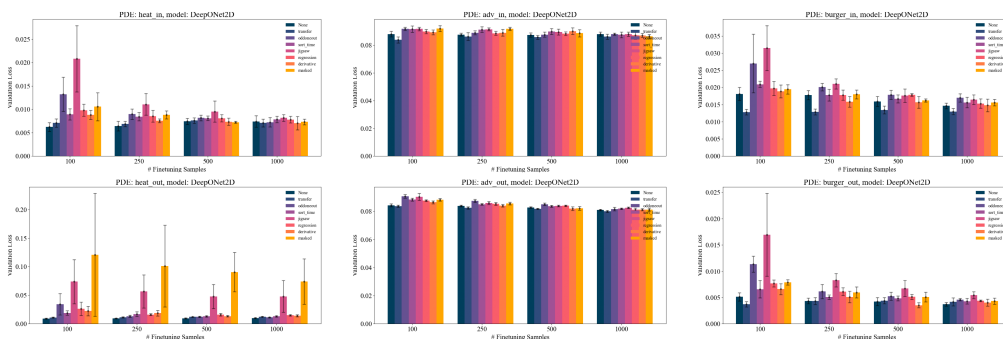 PDE: heat_in, model: DeepONet2D
Validation Loss
0.025
0.020
0.015
0.010
0.005
0.000
None
transfer
oddoneout
sort_time
jigsaw
regression
derivative
masked
100
250
500
1000
# Finetuning Samples
PDE: adv_in, model: DeepONet2D
Validation Loss
0.08
0.06
0.04
0.02
0.00
None
transfer
oddoneout
sort_time
jigsaw
regression
derivative
masked
100
250
500
1000
# Finetuning Samples
PDE: burger_in, model: DeepONet2D
Validation Loss
0.035
0.030
0.025
0.020
0.015
0.010
0.005
0.000
None
transfer
oddoneout
sort_time
jigsaw
regression
derivative
masked
100
250
500
1000
# Finetuning Samples
PDE: heat_out, model: DeepONet2D
Validation Loss
0.20
0.15
0.10
0.05
0.00
None
transfer
oddoneout
sort_time
jigsaw
regression
derivative
masked
100
250
500
1000
# Finetuning Samples
PDE: adv_out, model: DeepONet2D
Validation Loss
0.08
0.06
0.04
0.02
0.00
None
transfer
oddoneout
sort_time
jigsaw
regression
derivative
masked
100
250
500
1000
# Finetuning Samples
PDE: burger_out, model: DeepONet2D
Validation Loss
0.025
0.020
0.015
0.010
0.005
0.000
None
transfer
oddoneout
sort_time
jigsaw
regression
derivative
masked
100
250
500
1000
# Finetuning Samples